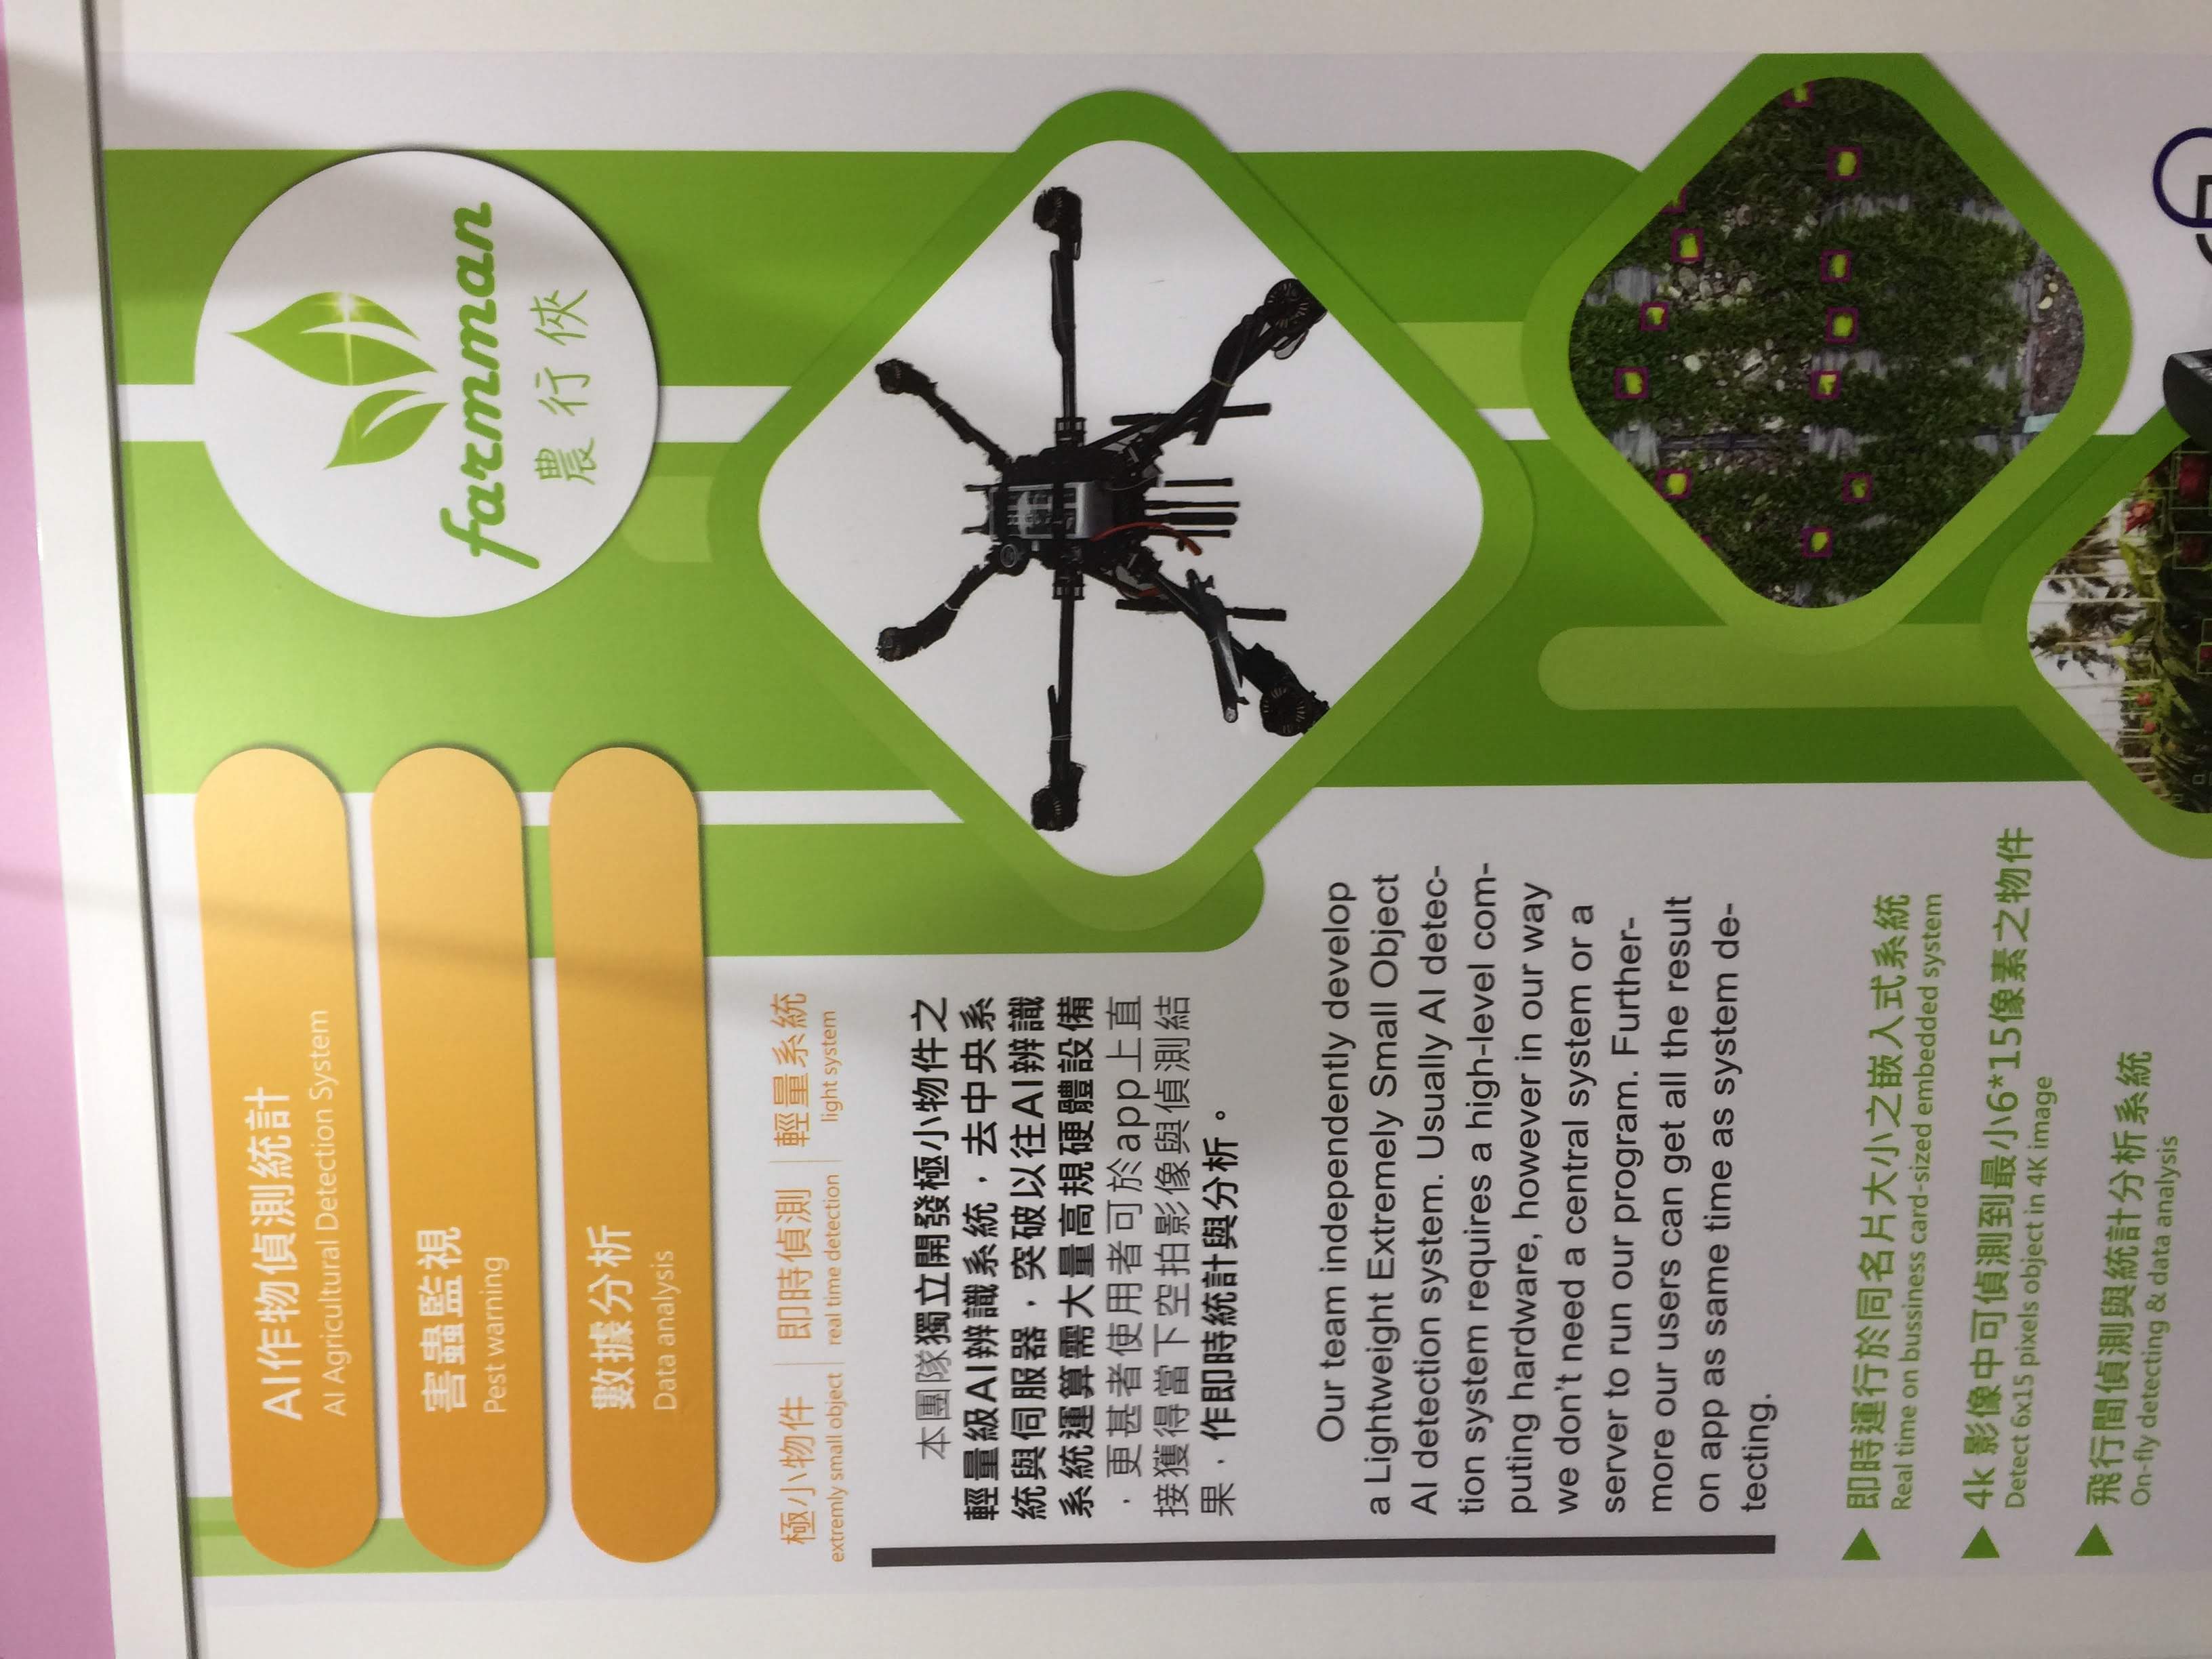 AI作物偵測統計
AI Agricultural Detection System
害蟲監視
Pest warning
數據分析
Data analysis
farmman
農行俠
極小物件
extremly small object
即時偵測
real time detection
輕量系統
light system
本團隊獨立開發極小物件之
輕量級AI辨識系統，去中央系
統與伺服器，突破以往AI辨識
系統運算需大量高規硬體設備
，更甚者使用者可於app上直
接獲得當下空拍影像與偵測結
果，作即時統計與分析。
Our team independently develop
a Lightweight Extremely Small Object
AI detection system. Usually AI detec-
tion system requires a high-level com-
puting hardware, however in our way
we don't need a central system or a
server to run our program. Further-
more our users can get all the result
on app as same time as system de-
tecting.
即時運行於同名片大小之嵌入式系統
Real time on bussiness card-sized embedded system
4k 影像中可偵測到最小6*15像素之物件
Detect 6x15 pixels object in 4K image
飛行間偵測與統計分析系統
On-fly detecting & data analysis